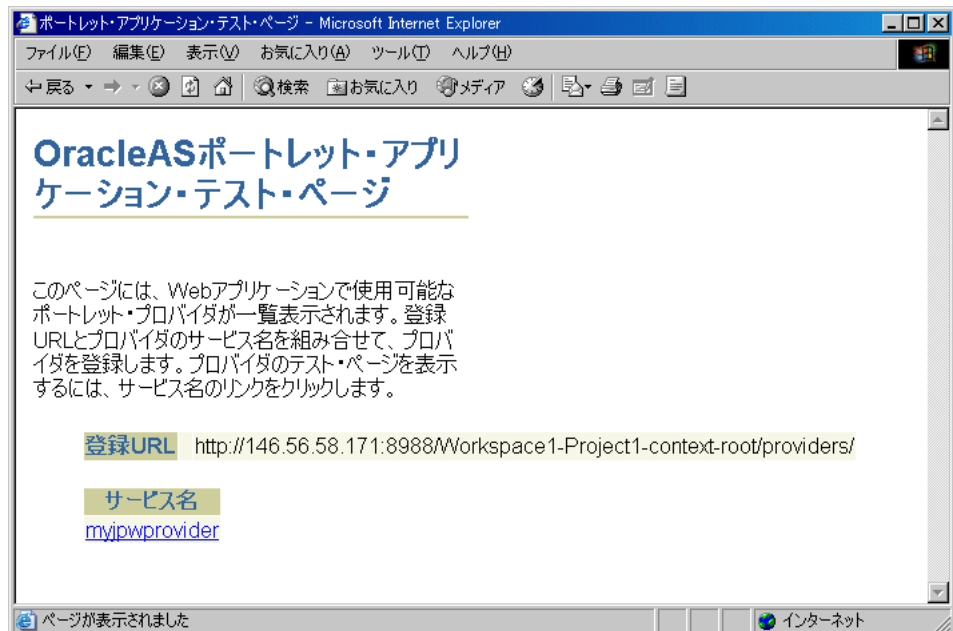 ポートレット・アプリケーション・テスト・ページ - Microsoft Internet Explorer
ファイル(F) 編集(E) 表示(V) お気に入り(A) ツール(T) ヘルプ(H)
戻る 検索 お気に入り メディア
OracleASポートレット・アプリ
ケーション・テスト・ページ
このページには、Webアプリケーションで使用可能な
ポートレット・プロバイダが一覧表示されます。登録
URLとプロバイダのサービス名を組み合せて、プロバ
イダを登録します。プロバイダのテスト・ページを表示
するには、サービス名のリンクをクリックします。
登録URL http://146.56.58.171:8988/Workspace1-Project1-context-root/providers/
サービス名
myjpwprovider
ページが表示されました インターネット